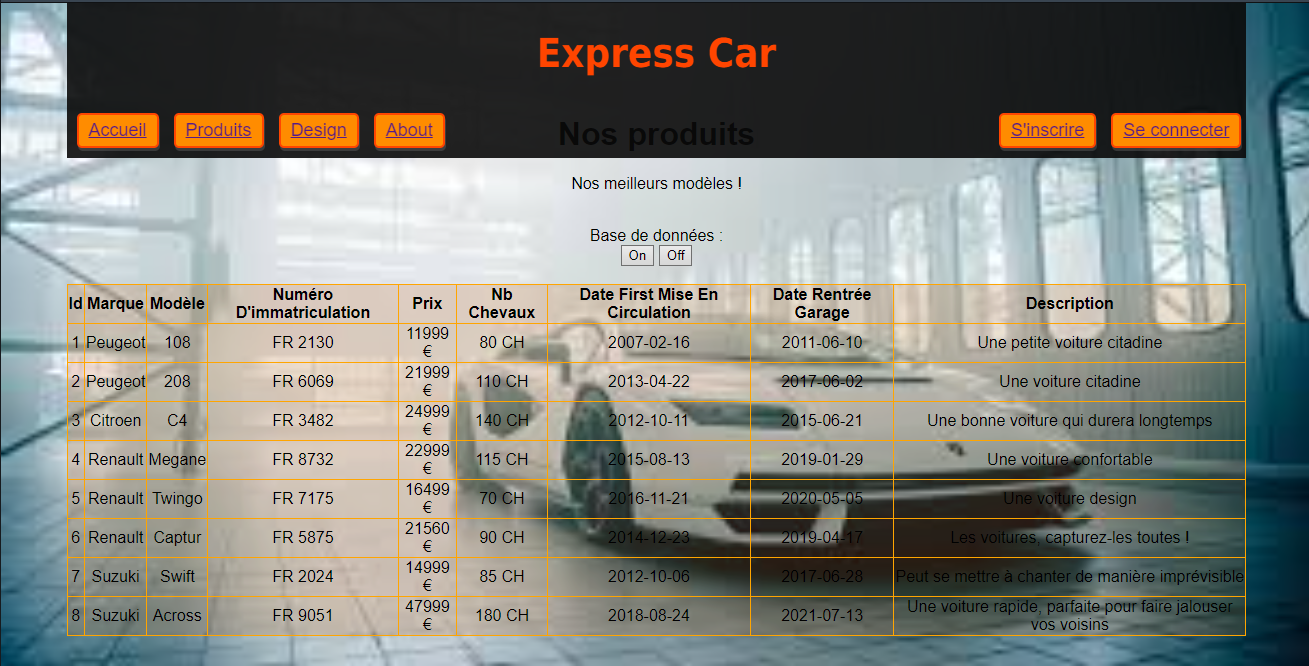 Express Car
Accueil Produits Design About Nos produits S'inscrire Se connecter
Nos meilleurs modèles !
Base de données :
On Off
Id Marque Modèle Numéro D'immatriculation Prix Nb Chevaux Date First Mise En Circulation Date Rentrée Garage Description
1 Peugeot 108 FR 2130 11999 € 80 CH 2007-02-16 2011-06-10 Une petite voiture citadine
2 Peugeot 208 FR 6069 21999 € 110 CH 2013-04-22 2017-06-02 Une voiture citadine
3 Citroen C4 FR 3482 24999 € 140 CH 2012-10-11 2015-06-21 Une bonne voiture qui durera longtemps
4 Renault Megane FR 8732 22999 € 115 CH 2015-08-13 2019-01-29 Une voiture confortable
5 Renault Twingo FR 7175 16499 € 70 CH 2016-11-21 2020-05-05 Une voiture design
6 Renault Captur FR 5875 21560 € 90 CH 2014-12-23 2019-04-17 Les voitures, capturez-les toutes !
7 Suzuki Swift FR 2024 14999 € 85 CH 2012-10-06 2017-06-28 Peut se mettre à chanter de manière imprévisible
8 Suzuki Across FR 9051 47999 € 180 CH 2018-08-24 2021-07-13 Une voiture rapide, parfaite pour faire jalouser vos voisins